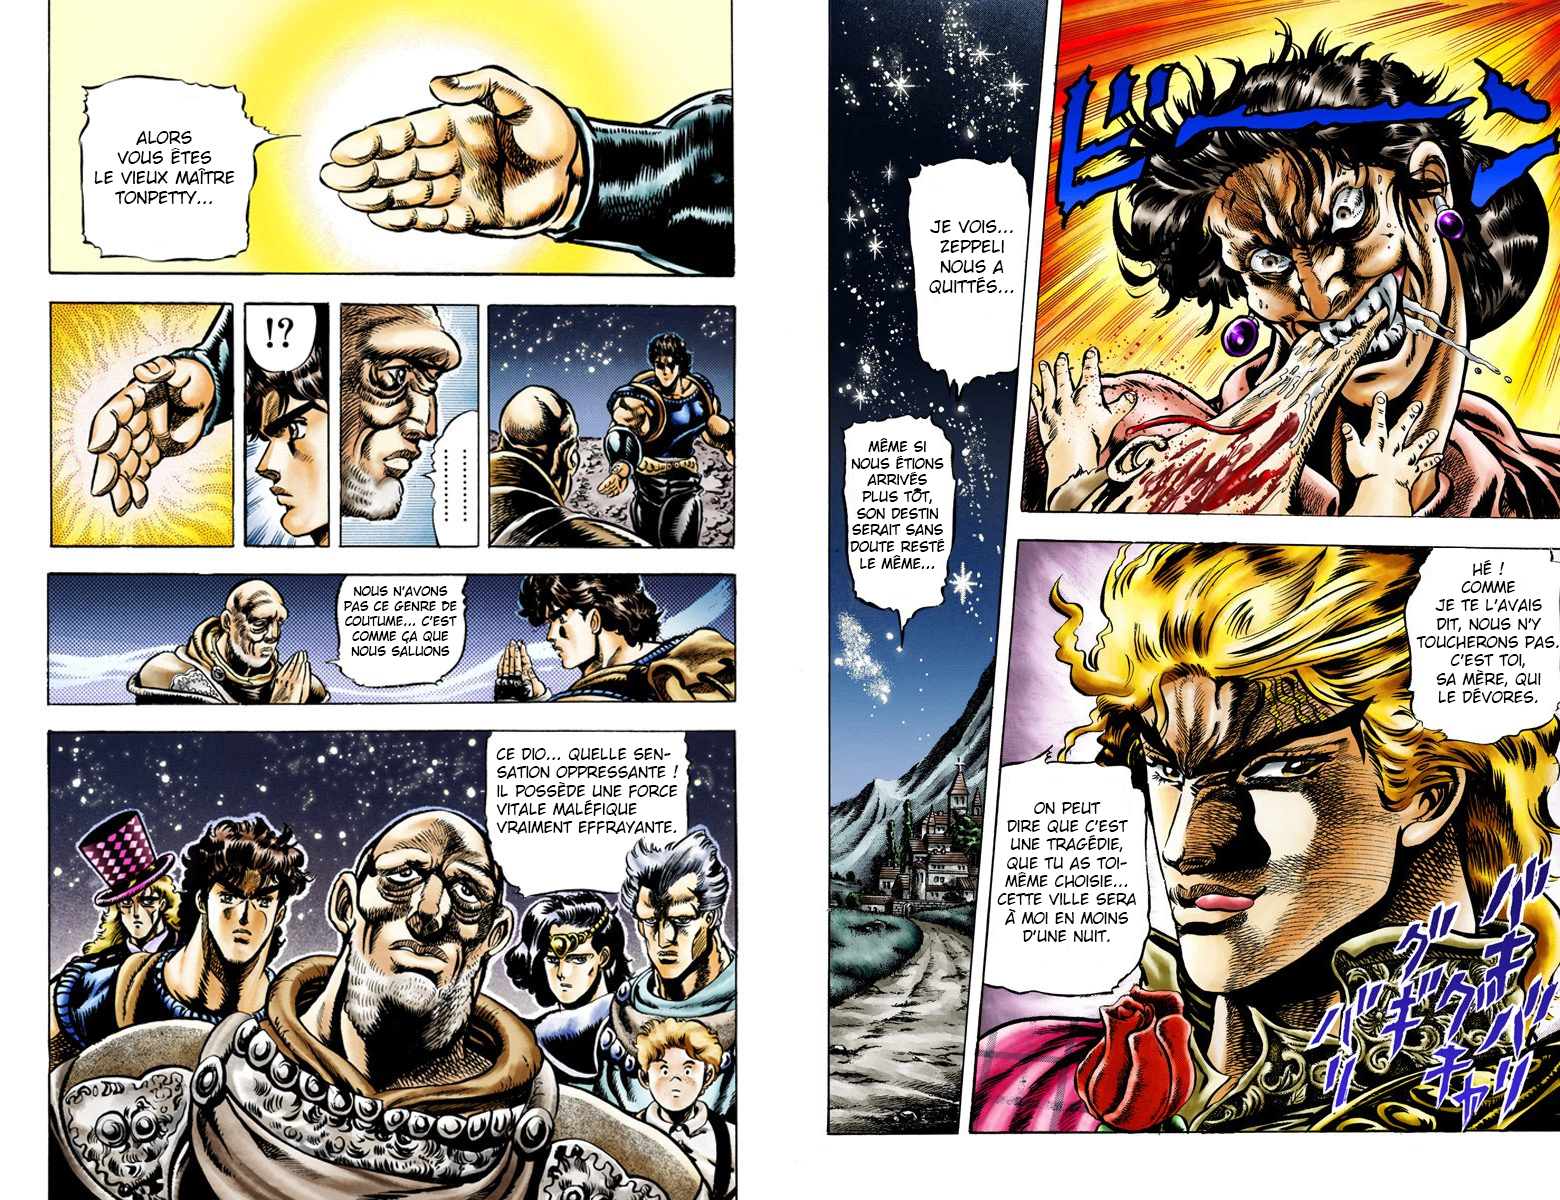 ビーン
HÉ !
COMME
JE TE L'AVAIS
DIT, NOUS N'Y
TOUCHERONS PAS.
C'EST TOI,
SA MÈRE, QUI
LE DÉVORES.
ON PEUT
DIRE QUE C'EST
UNE TRAGÉDIE,
QUE TU AS TOI-
MÊME CHOISIE...
CETTE VILLE SERA
À MOI EN MOINS
D'UNE NUIT.
JE VOIS...
ZEPPELI
NOUS A
QUITTÉS...
MÊME SI
NOUS ÉTIONS
ARRIVÉS
PLUS TÔT,
SON DESTIN
SERAIT SANS
DOUTE RESTÉ
LE MÊME...
ALORS
VOUS ÊTES
LE VIEUX MAÎTRE
TONPETTY...
............
!?
NOUS N'AVONS
PAS CE GENRE DE
COUTUME... C'EST
COMME ÇA QUE
NOUS SALUONS
CE DIO... QUELLE SEN-
SATION OPPRESSANTE !
IL POSSÈDE UNE FORCE
VITALE MALÉFIQUE
VRAIMENT EFFRAYANTE.